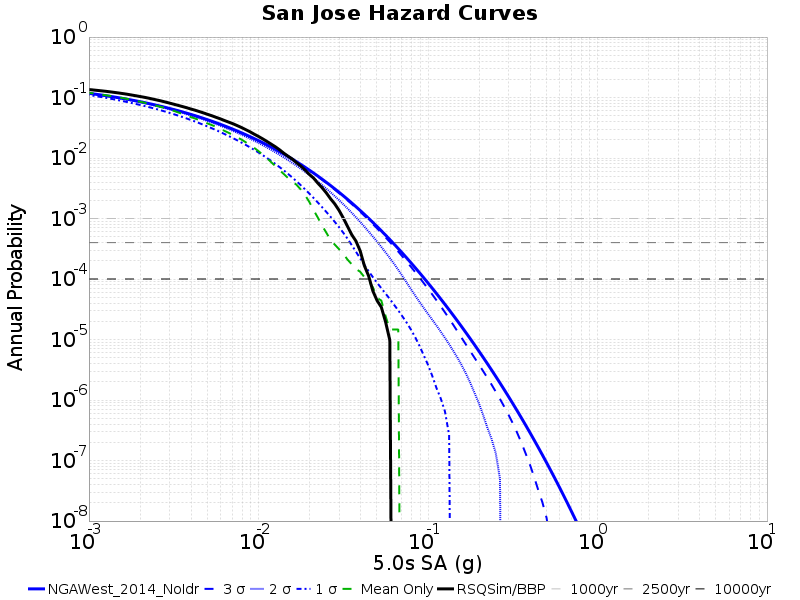 San Jose Hazard Curves
10^0
10^-1
10^-2
10^-3
10^-4
10^-5
10^-6
10^-7
10^-8
Annual Probability
10^-3 10^-2 10^-1 10^0 10^1
5.0s SA (g)
NGAWest_2014_NoIdr 3 σ 2 σ 1 σ Mean Only RSQSim/BBP 1000yr 2500yr 10000yr